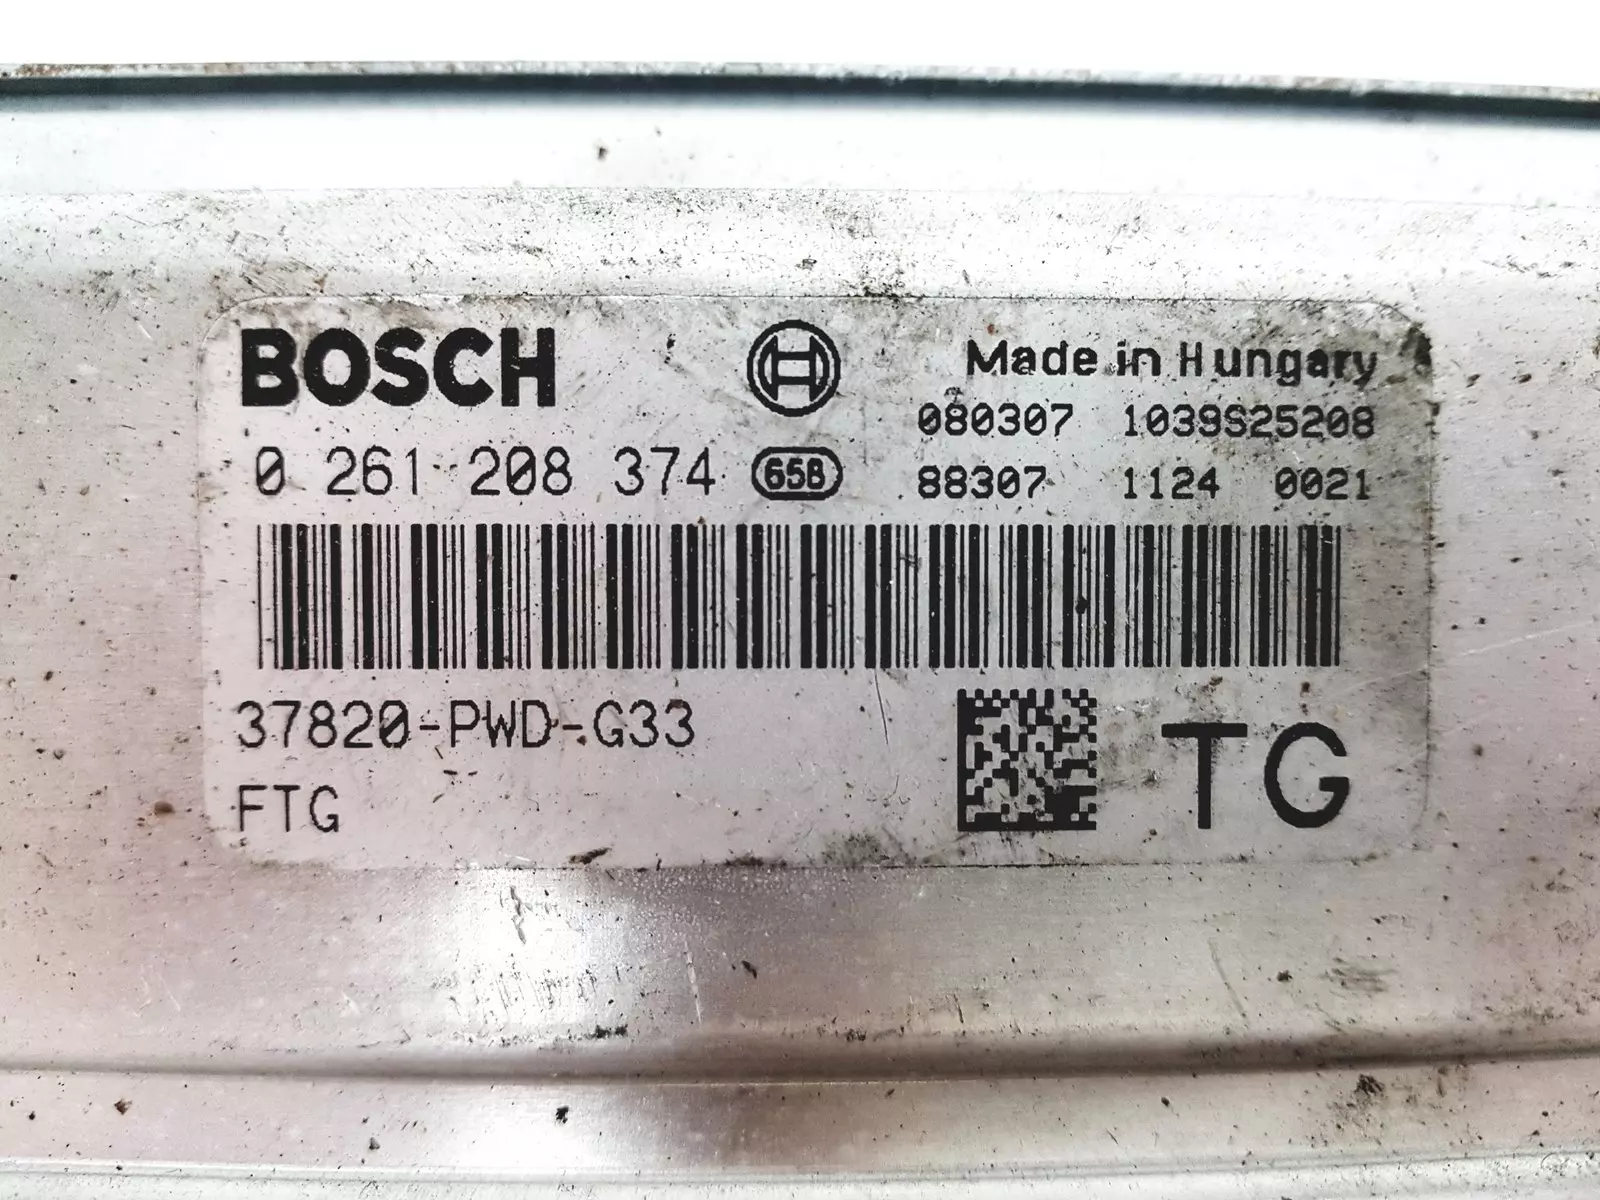 BOSCH
Made in Hungary
080307 1039S25208
0 261 208 374 65B
88307 1124 0021
37820-PWD-G33
TG
FTG